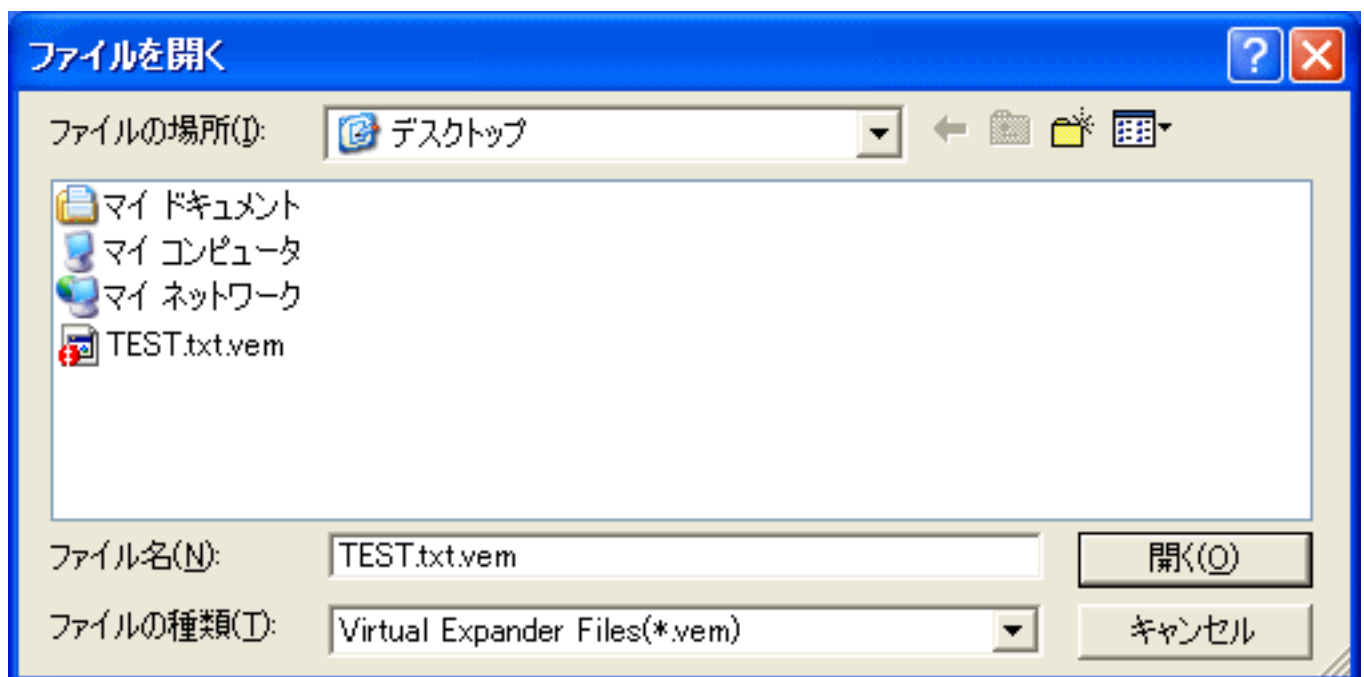 ファイルを開く
ファイルの場所(I): デスクトップ
マイ ドキュメント
マイ コンピュータ
マイ ネットワーク
TEST.txt.vem
ファイル名(N): TEST.txt.vem 開く(O)
ファイルの種類(T): Virtual Expander Files(*.vem) キャンセル